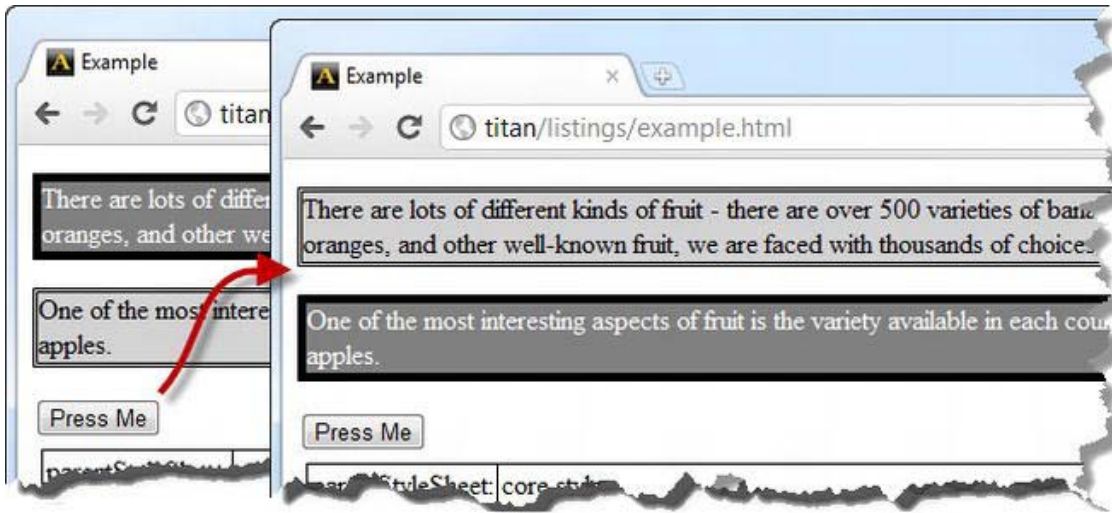 Example
titan
There are lots of differ
oranges, and other we
One of the most intere
apples.
Press Me
Example
titan/listings/example.html
There are lots of different kinds of fruit - there are over 500 varieties of bana
oranges, and other well-known fruit, we are faced with thousands of choices
One of the most interesting aspects of fruit is the variety available in each cou
apples.
Press Me